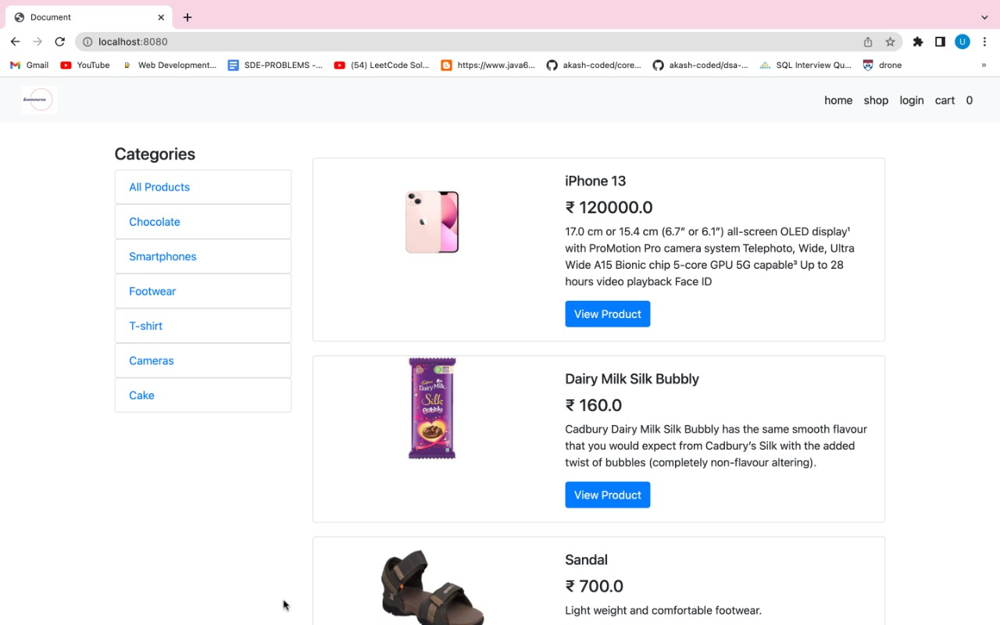 Document
localhost:8080
U
Gmail
YouTube
Web Development...
SDE-PROBLEMS -...
(54) LeetCode Sol...
https://www.java6...
akash-coded/core...
akash-coded/dsa-...
SQL Interview Qu...
drone
»
Ecommerce
home shop login cart 0
Categories
All Products
Chocolate
Smartphones
Footwear
T-shirt
Cameras
Cake
iPhone 13
₹ 120000.0
17.0 cm or 15.4 cm (6.7″ or 6.1″) all-screen OLED display¹
with ProMotion Pro camera system Telephoto, Wide, Ultra
Wide A15 Bionic chip 5-core GPU 5G capable³ Up to 28
hours video playback Face ID
View Product
Cadbury
Dairy Milk
Silk
Bubbly
Dairy Milk Silk Bubbly
₹ 160.0
Cadbury Dairy Milk Silk Bubbly has the same smooth flavour
that you would expect from Cadbury’s Silk with the added
twist of bubbles (completely non-flavour altering).
View Product
Sandal
₹ 700.0
Light weight and comfortable footwear.